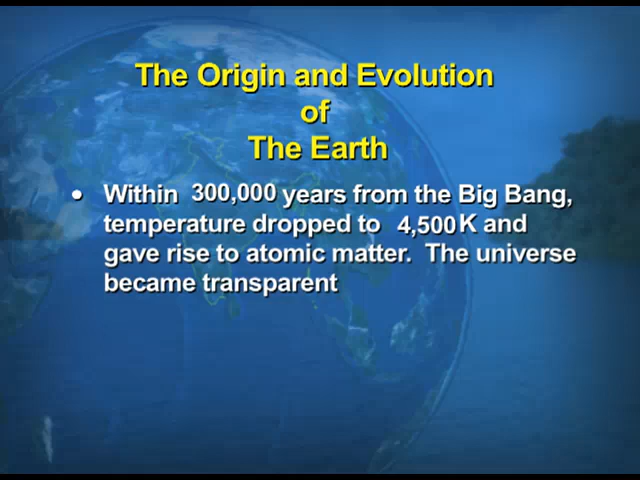 The Origin and Evolution
of
The Earth
• Within 300,000 years from the Big Bang,
temperature dropped to 4,500K and
gave rise to atomic matter. The universe
became transparent